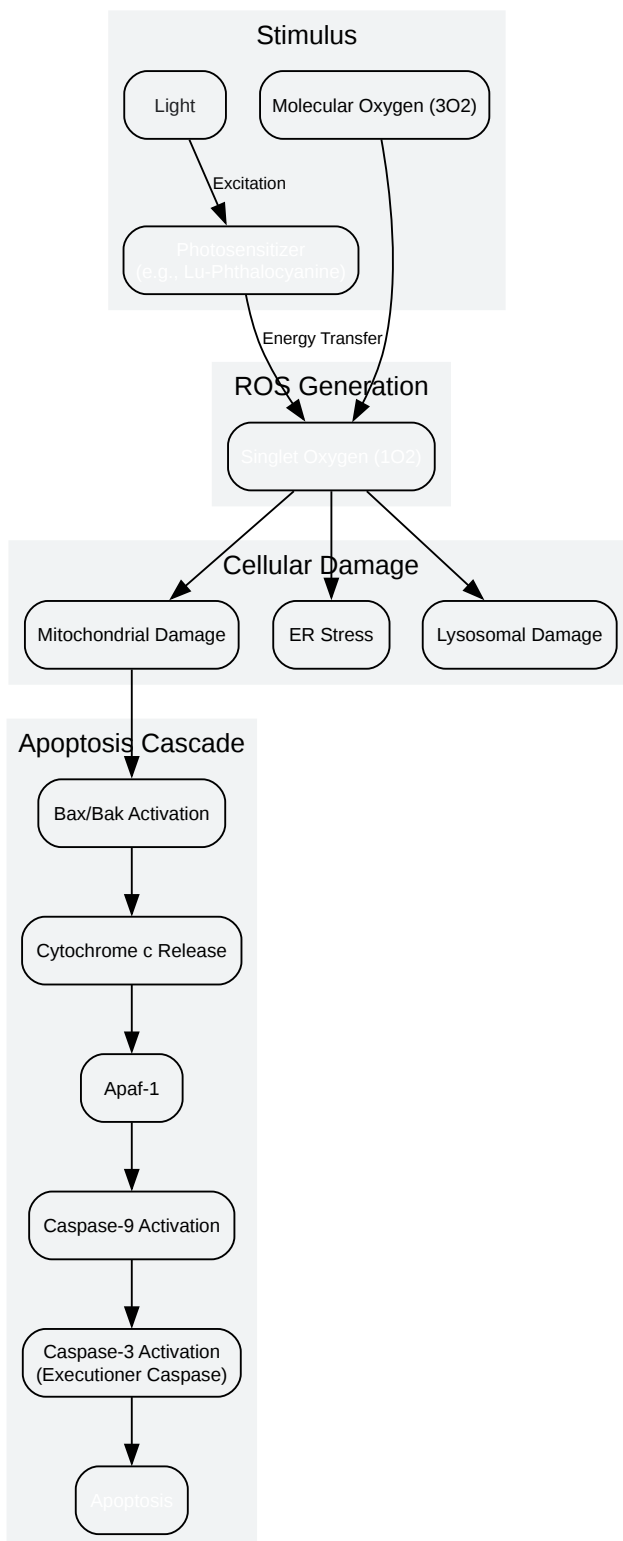 Stimulus
Light
Molecular Oxygen (3O2)
Excitation
Photosensitizer
(e.g., Lu-Phthalocyanine)
Energy Transfer
ROS Generation
Singlet Oxygen (1O2)
Cellular Damage
Mitochondrial Damage
ER Stress
Lysosomal Damage
Apoptosis Cascade
Bax/Bak Activation
Cytochrome c Release
Apaf-1
Caspase-9 Activation
Caspase-3 Activation
(Executioner Caspase)
Apoptosis